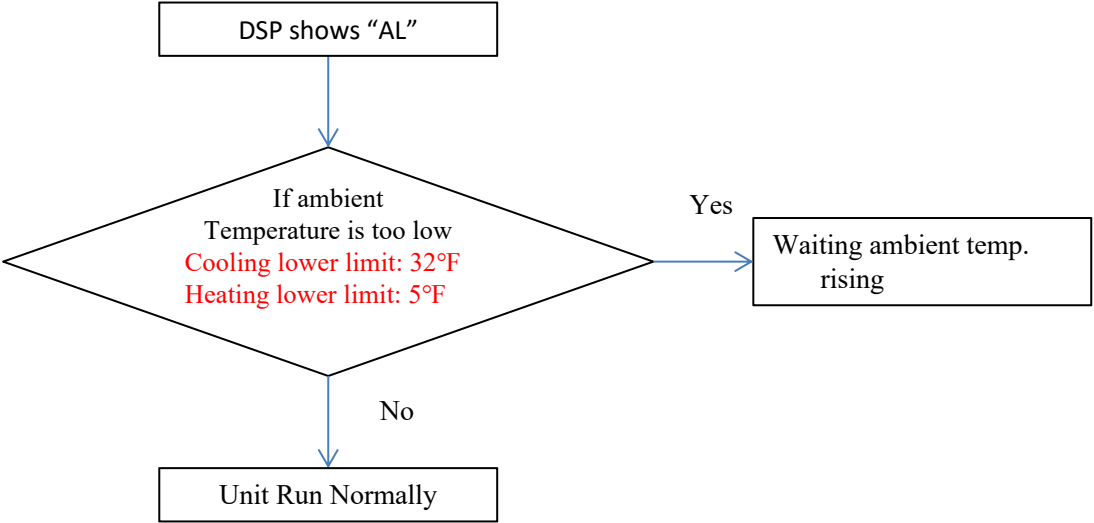 DSP shows “AL”
If ambient
Temperature is too low
Cooling lower limit: 32°F
Heating lower limit: 5°F
Yes
Waiting ambient temp.
rising
No
Unit Run Normally